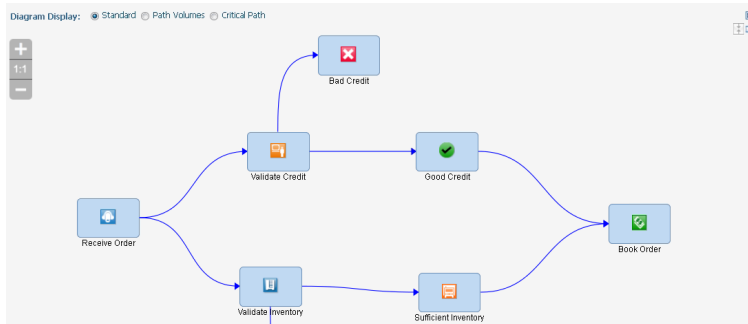 Diagram Display: Standard Path Volumes Critical Path
1:1
Bad Credit
Validate Credit
Good Credit
Receive Order
Book Order
Validate Inventory
Sufficient Inventory